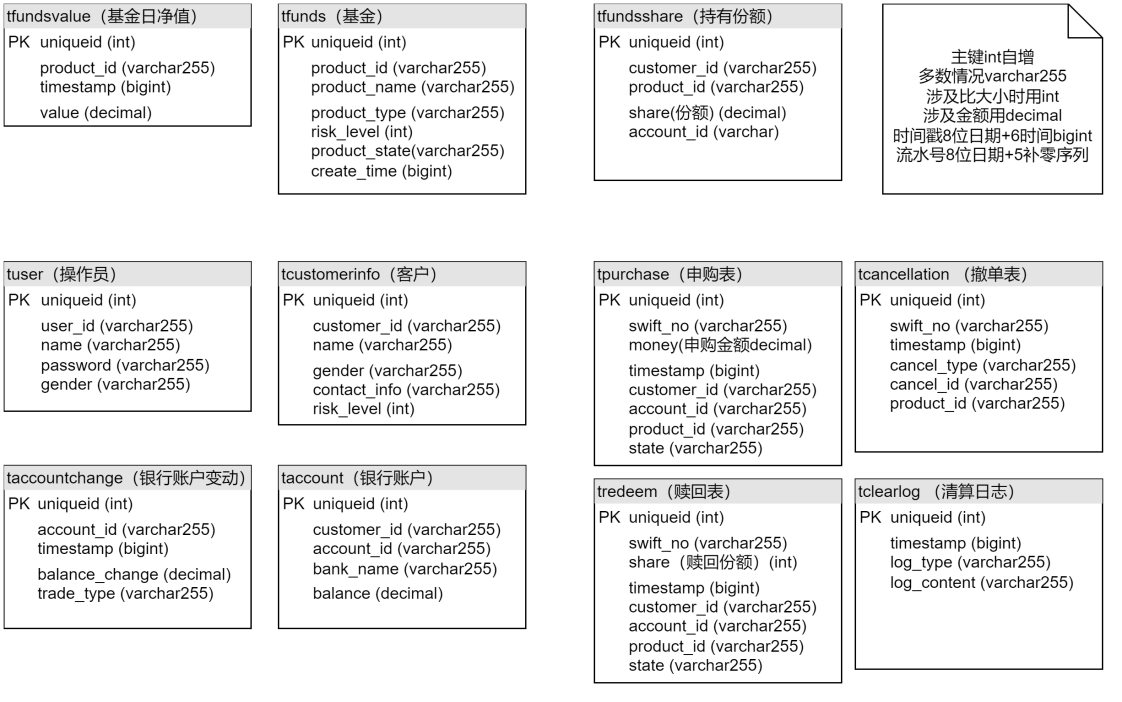 tfundsvalue（基金日净值）
PK uniqueid (int)
product_id (varchar255)
timestamp (bigint)
value (decimal)
tfunds（基金）
PK uniqueid (int)
product_id (varchar255)
product_name (varchar255)
product_type (varchar255)
risk_level (int)
product_state(varchar255)
create_time (bigint)
tfundsshare（持有份额）
PK uniqueid (int)
customer_id (varchar255)
product_id (varchar255)
share(份额) (decimal)
account_id (varchar)
主键int自增
多数情况varchar255
涉及比大小时用int
涉及金额用decimal
时间戳8位日期+6时间bigint
流水号8位日期+5补零序列
tuser（操作员）
PK uniqueid (int)
user_id (varchar255)
name (varchar255)
password (varchar255)
gender (varchar255)
tcustomerinfo（客户）
PK uniqueid (int)
customer_id (varchar255)
name (varchar255)
gender (varchar255)
contact_info (varchar255)
risk_level (int)
tpurchase（申购表）
PK uniqueid (int)
swift_no (varchar255)
money(申购金额decimal)
timestamp (bigint)
customer_id (varchar255)
account_id (varchar255)
product_id (varchar255)
state (varchar255)
tcancellation （撤单表）
PK uniqueid (int)
swift_no (varchar255)
timestamp (bigint)
cancel_type (varchar255)
cancel_id (varchar255)
product_id (varchar255)
taccountchange（银行账户变动）
PK uniqueid (int)
account_id (varchar255)
timestamp (bigint)
balance_change (decimal)
trade_type (varchar255)
taccount（银行账户）
PK uniqueid (int)
customer_id (varchar255)
account_id (varchar255)
bank_name (varchar255)
balance (decimal)
tredeem（赎回表）
PK uniqueid (int)
swift_no (varchar255)
share（赎回份额）(int)
timestamp (bigint)
customer_id (varchar255)
account_id (varchar255)
product_id (varchar255)
state (varchar255)
tclearlog （清算日志）
PK uniqueid (int)
timestamp (bigint)
log_type (varchar255)
log_content (varchar255)